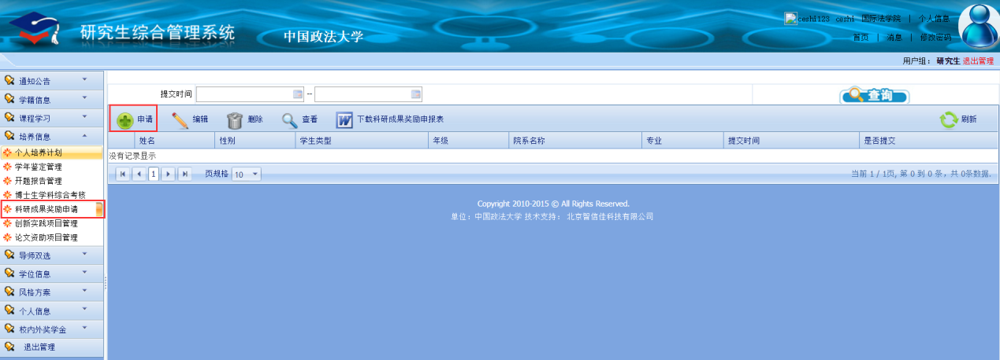 研究生综合管理系统
中国政法大学
ceshi123 ceshi 国际法学院 | 个人信息
首页 | 消息 | 修改密码
用户组： 研究生 退出管理
通知公告
学籍信息
课程学习
培养信息
个人培养计划
学年鉴定管理
开题报告管理
博士生学科综合考核
科研成果奖励申请
创新实践项目管理
论文资助项目管理
导师双选
学位信息
风格方案
个人信息
校内外奖学金
退出管理
提交时间 -- 查询
申请 编辑 删除 查看 下载科研成果奖励申报表 刷新
姓名 性别 学生类型 年级 院系名称 专业 提交时间 是否提交
没有记录显示
1 页规格 10 当前 1 / 1页, 第 0 到 0 条，共 0条数据.
Copyright 2010-2015 © All Rights Reserved.
单位：中国政法大学 技术支持： 北京智信佳科技有限公司